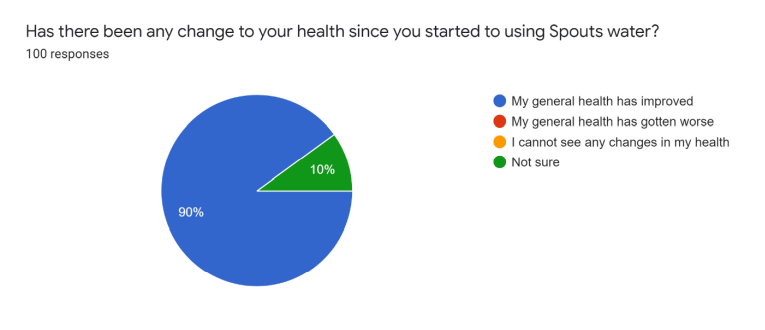 Has there been any change to your health since you started to using Spouts water?
100 responses
My general health has improved
My general health has gotten worse
I cannot see any changes in my health
Not sure
10%
90%